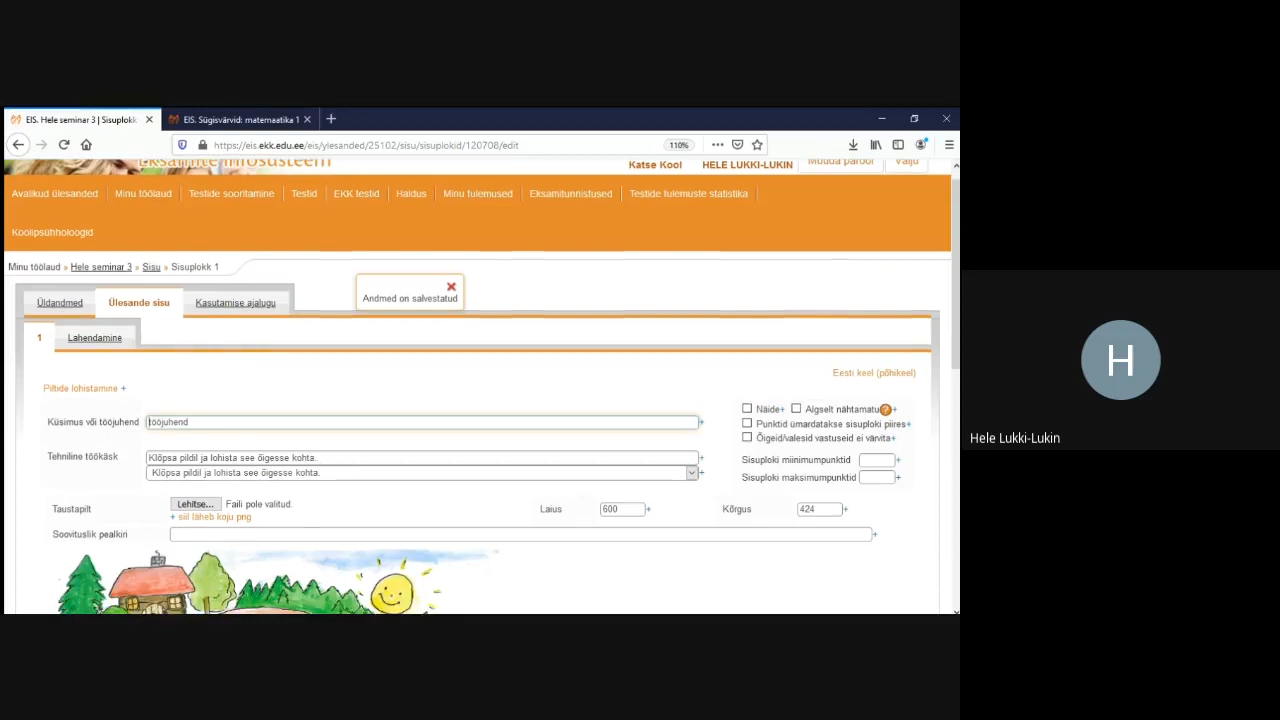 EIS. Hele seminar 3 | Sisuplokk
EIS. Sügisvärvid: matemaatika 1
https://eis.ekk.edu.ee/eis/ylesanded/25102/sisu/sisuplokid/120708/edit
110%
Eksamite infosüsteem
Katse Kool HELE LUKKI-LUKIN Muuda parool Välju
Avalikud ülesanded Minu töölaud Testide sooritamine Testid EKK testid Haldus Minu tulemused Eksamitunnistused Testide tulemuste statistika
Koolipsühholoogid
Minu töölaud » Hele seminar 3 » Sisu » Sisuplokk 1
Andmed on salvestatud
Üldandmed Ülesande sisu Kasutamise ajalugu
1 Lahendamine
Eesti keel (põhikeel)
Piltide lohistamine +
Küsimus või tööjuhend tööjuhend +
Näide+ Algselt nähtamatu ?+
Punktid ümardatakse sisuploki piires+
Õigeid/valesid vastuseid ei värvita+
Tehniline töökäsk Klõpsa pildil ja lohista see õigesse kohta. +
Klõpsa pildil ja lohista see õigesse kohta. +
Sisuploki miinimumpunktid +
Sisuploki maksimumpunktid +
Taustapilt Lehitse... Faili pole valitud. Laius 600 + Kõrgus 424 +
+ siil läheb koju png
Soovituslik pealkiri +
H
Hele Lukki-Lukin